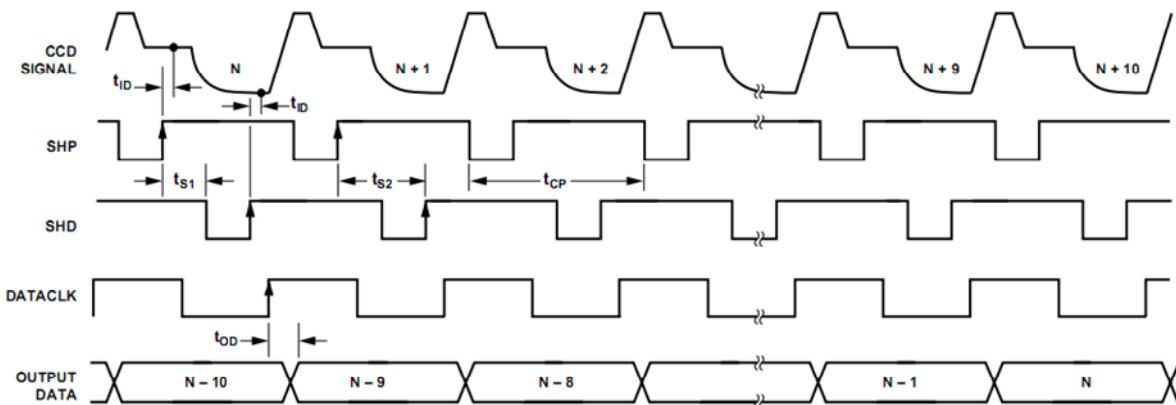 CCD
SIGNAL
N
N + 1
N + 2
N + 9
N + 10
tID
tID
SHP
tS1
tS2
tCP
SHD
DATACLK
tOD
OUTPUT
DATA
N – 10
N – 9
N – 8
N – 1
N